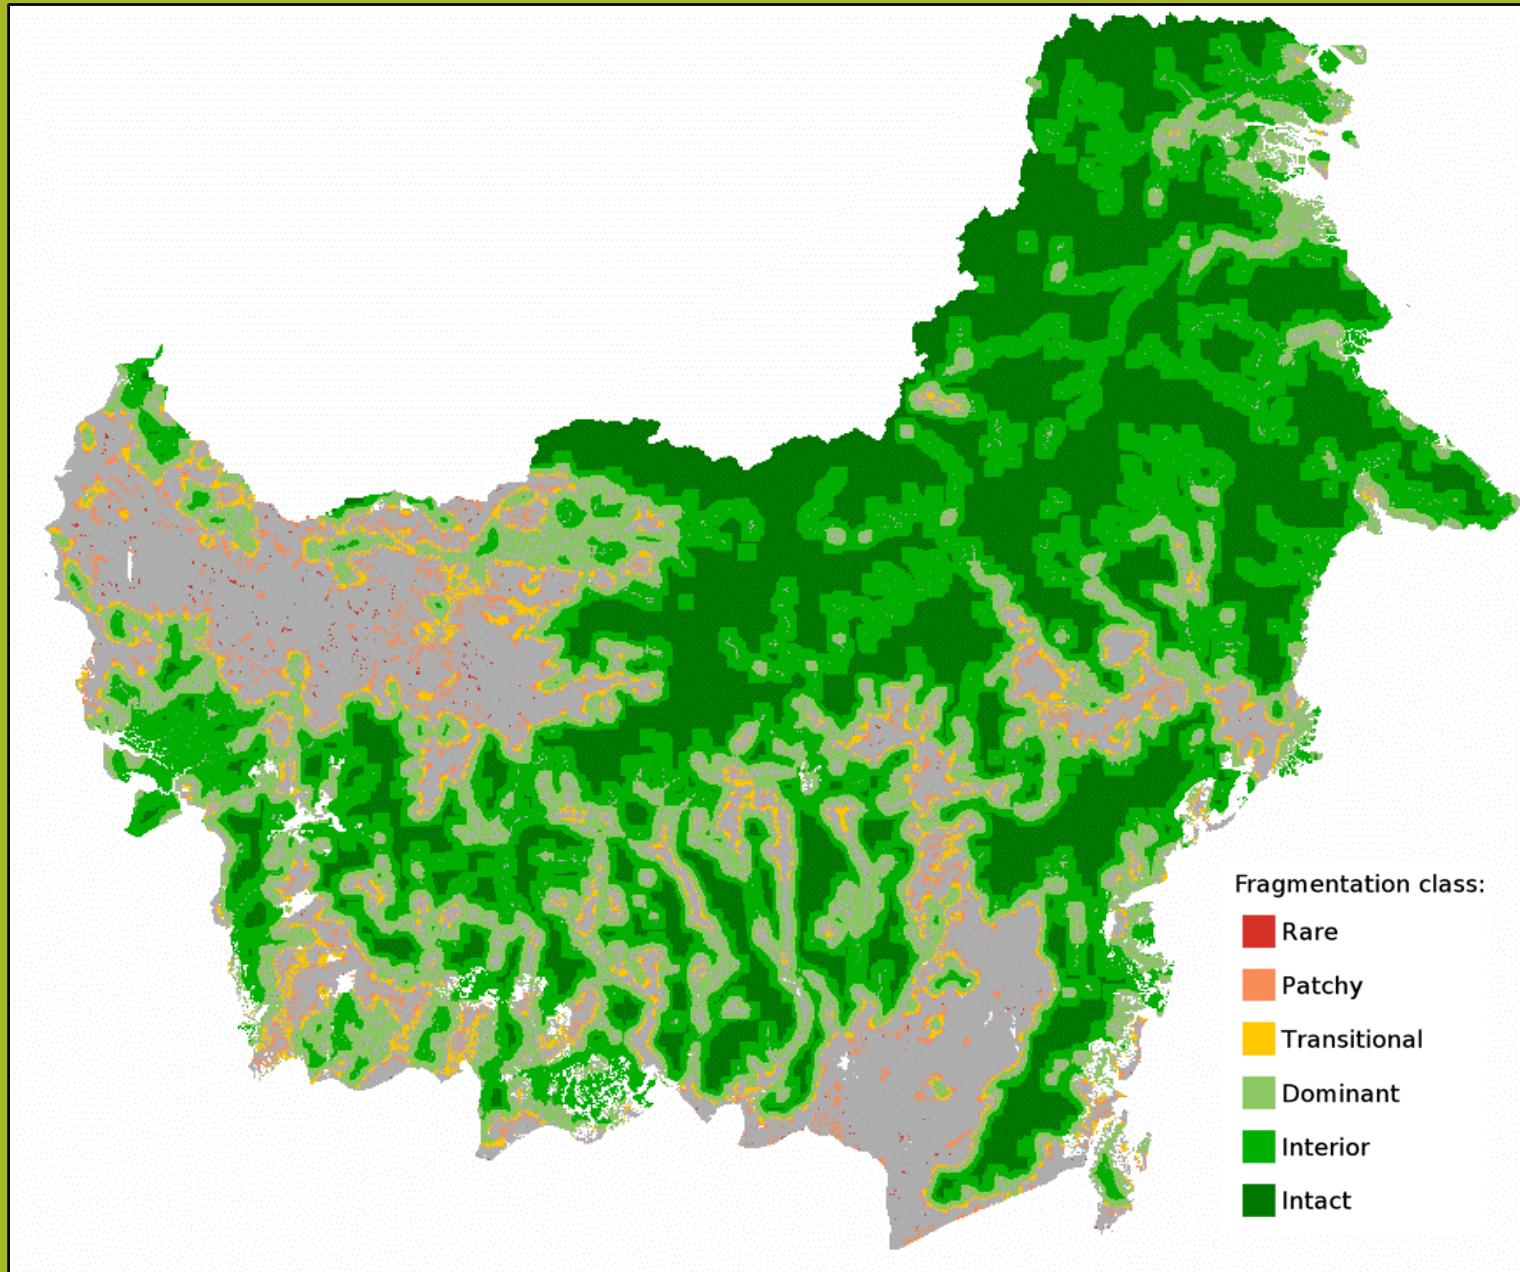 Fragmentation class:
Rare
Patchy
Transitional
Dominant
Interior
Intact